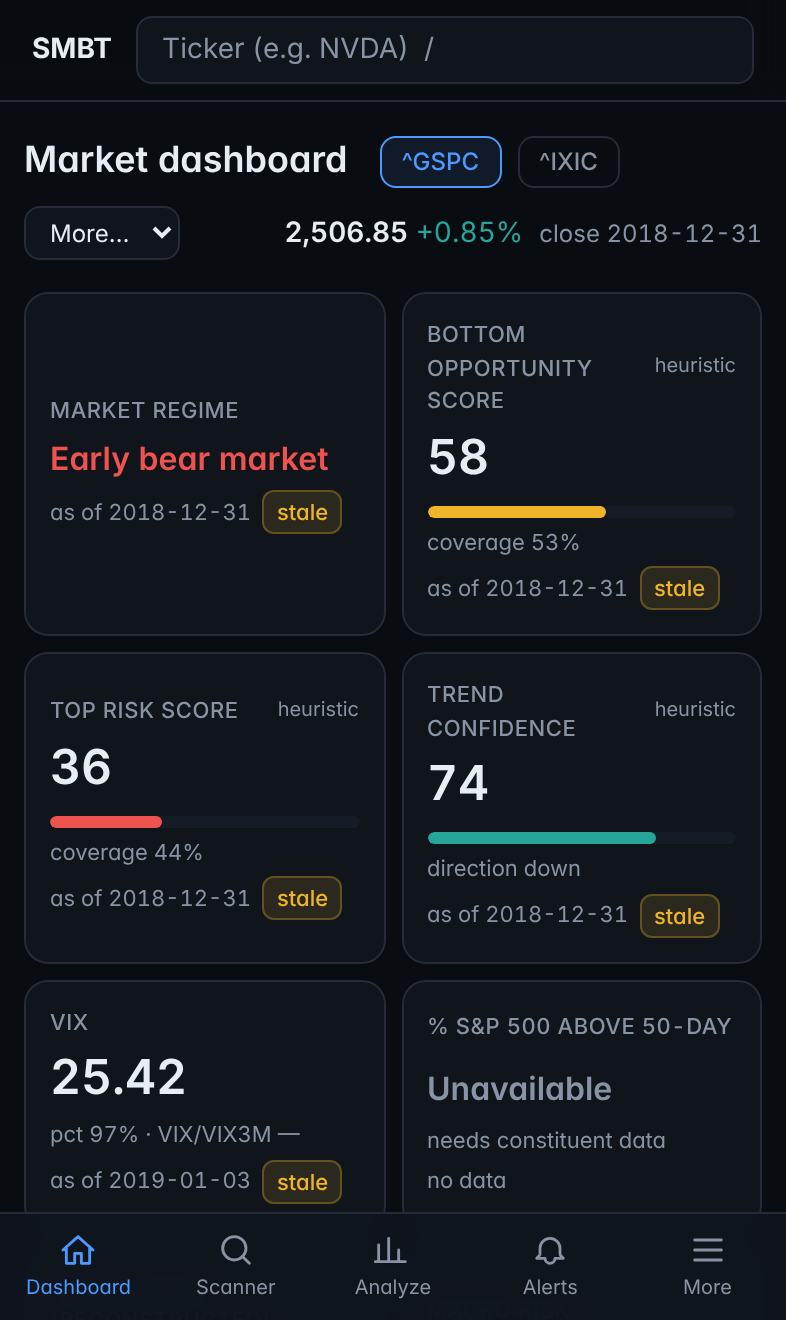 SMBT
Ticker (e.g. NVDA) /
Market dashboard
^GSPC
^IXIC
More...
2,506.85 +0.85% close 2018-12-31
MARKET REGIME
Early bear market
as of 2018-12-31 stale
BOTTOM
OPPORTUNITY
SCORE
heuristic
58
coverage 53%
as of 2018-12-31 stale
TOP RISK SCORE heuristic
36
coverage 44%
as of 2018-12-31 stale
TREND
CONFIDENCE
heuristic
74
direction down
as of 2018-12-31 stale
VIX
25.42
pct 97% · VIX/VIX3M —
as of 2019-01-03 stale
% S&P 500 ABOVE 50-DAY
Unavailable
needs constituent data
no data
Dashboard
Scanner
Analyze
Alerts
More